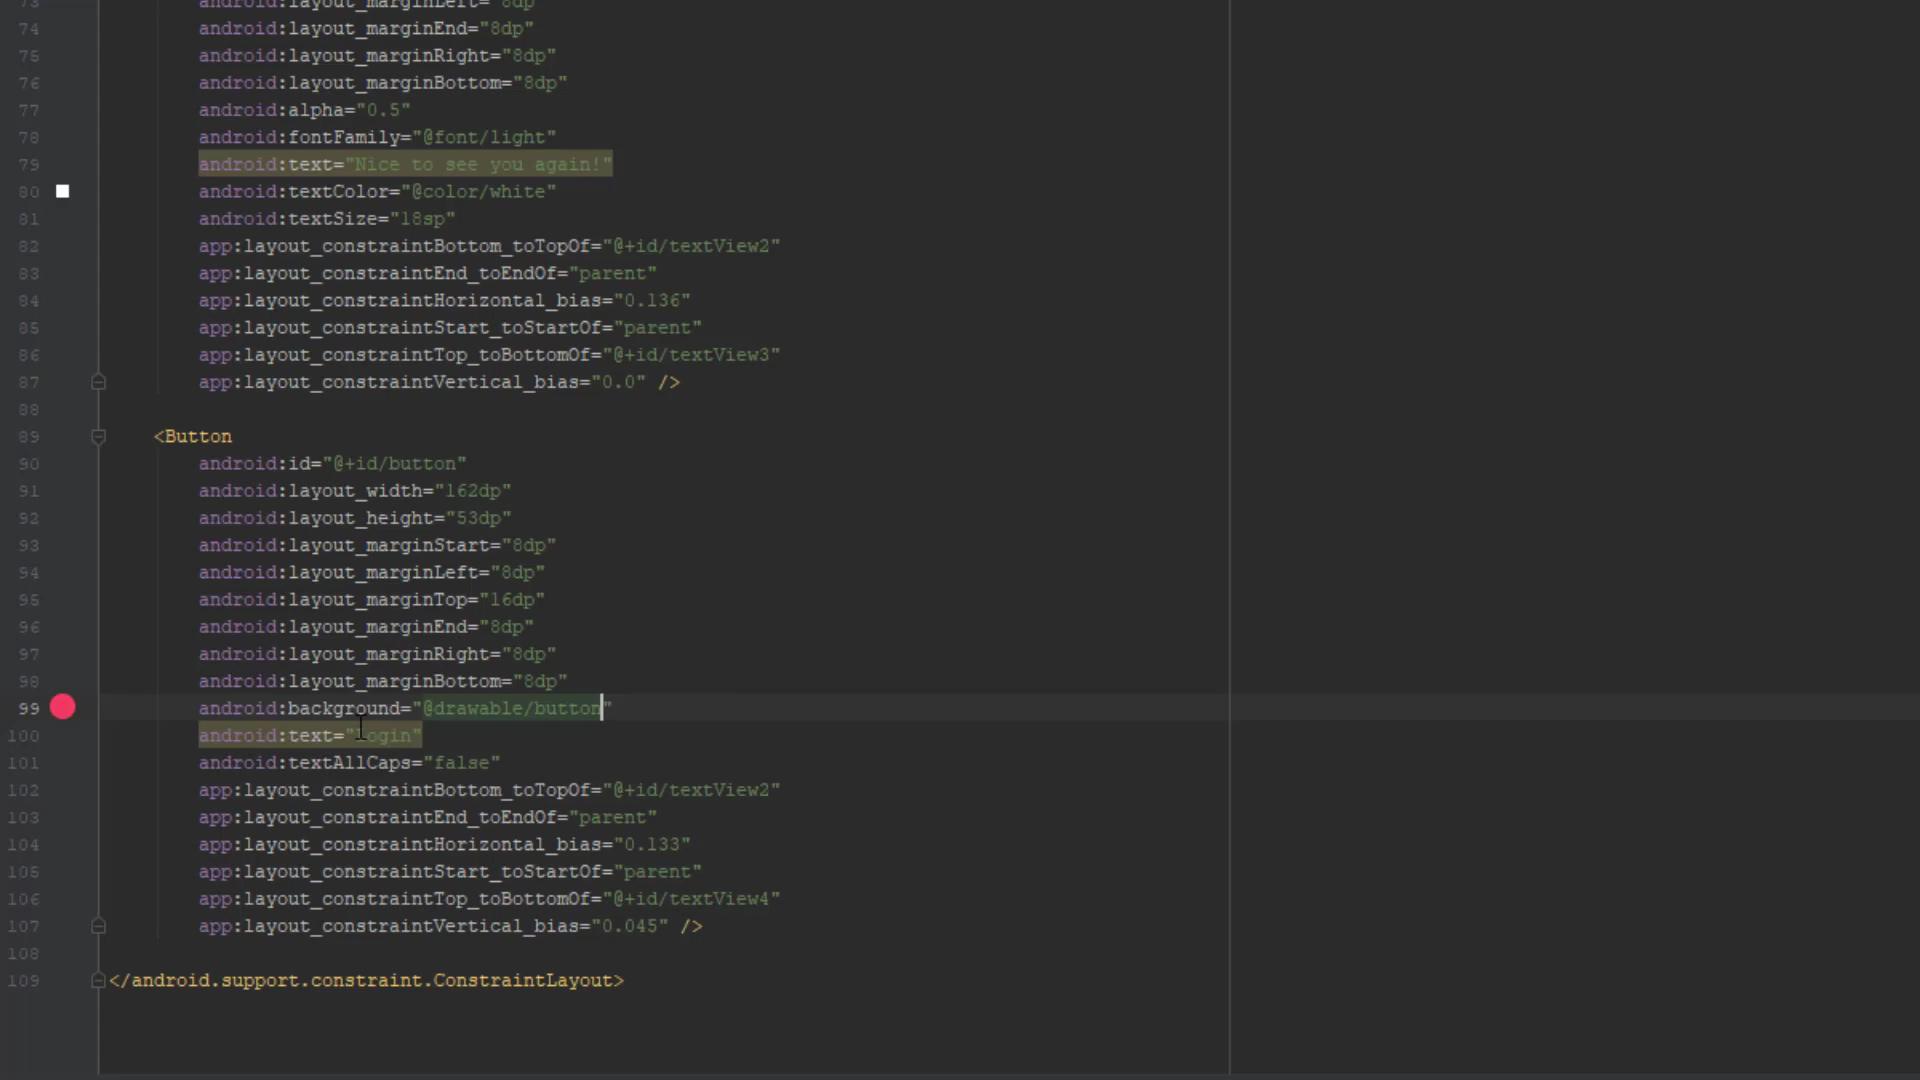 73 android:layout_marginLeft="8dp"
74 android:layout_marginEnd="8dp"
75 android:layout_marginRight="8dp"
76 android:layout_marginBottom="8dp"
77 android:alpha="0.5"
78 android:fontFamily="@font/light"
79 android:text="Nice to see you again!"
80 android:textColor="@color/white"
81 android:textSize="18sp"
82 app:layout_constraintBottom_toTopOf="@+id/textView2"
83 app:layout_constraintEnd_toEndOf="parent"
84 app:layout_constraintHorizontal_bias="0.136"
85 app:layout_constraintStart_toStartOf="parent"
86 app:layout_constraintTop_toBottomOf="@+id/textView3"
87 app:layout_constraintVertical_bias="0.0" />
88
89 <Button
90 android:id="@+id/button"
91 android:layout_width="162dp"
92 android:layout_height="53dp"
93 android:layout_marginStart="8dp"
94 android:layout_marginLeft="8dp"
95 android:layout_marginTop="16dp"
96 android:layout_marginEnd="8dp"
97 android:layout_marginRight="8dp"
98 android:layout_marginBottom="8dp"
99 android:background="@drawable/button"
100 android:text="Login"
101 android:textAllCaps="false"
102 app:layout_constraintBottom_toTopOf="@+id/textView2"
103 app:layout_constraintEnd_toEndOf="parent"
104 app:layout_constraintHorizontal_bias="0.133"
105 app:layout_constraintStart_toStartOf="parent"
106 app:layout_constraintTop_toBottomOf="@+id/textView4"
107 app:layout_constraintVertical_bias="0.045" />
108
109 </android.support.constraint.ConstraintLayout>